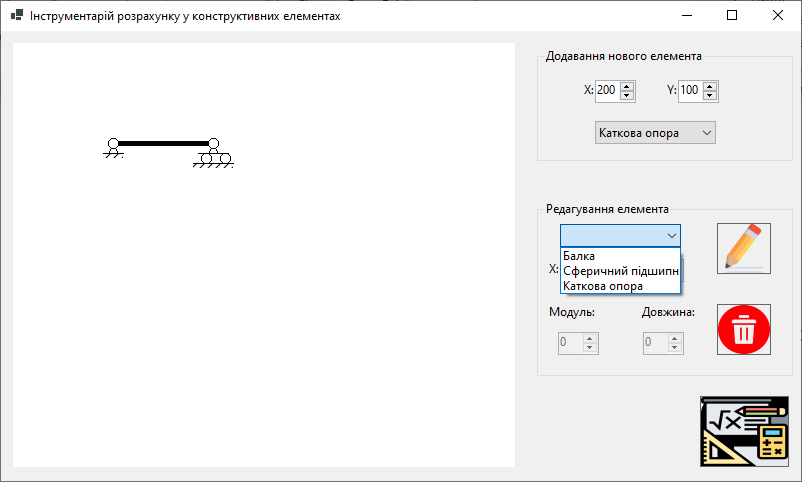 Інструментарій розрахунку у конструктивних елементах
Додавання нового елемента
X: 200 Y: 100
Каткова опора
Редагування елемента
Балка
Сферичний підшипн
Каткова опора
X:
Модуль: Довжина:
0 0
√x